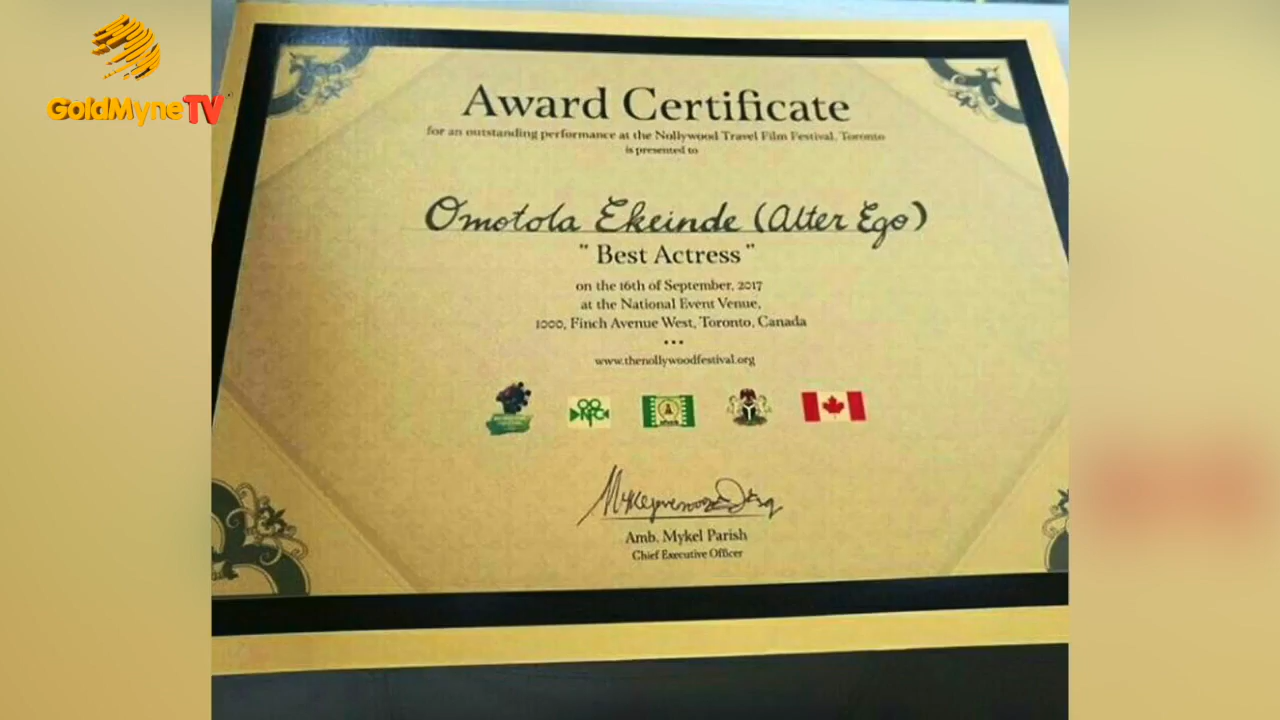 GoldMyneTV
Award Certificate
for an outstanding performance at the Nollywood Travel Film Festival, Toronto
is presented to
Omotola Ekeinde (Alter Ego)
" Best Actress "
on the 16th of September, 2017
at the National Event Venue,
1000, Finch Avenue West, Toronto, Canada
www.thenollywoodfestival.org
Amb. Mykel Parish
Chief Executive Officer